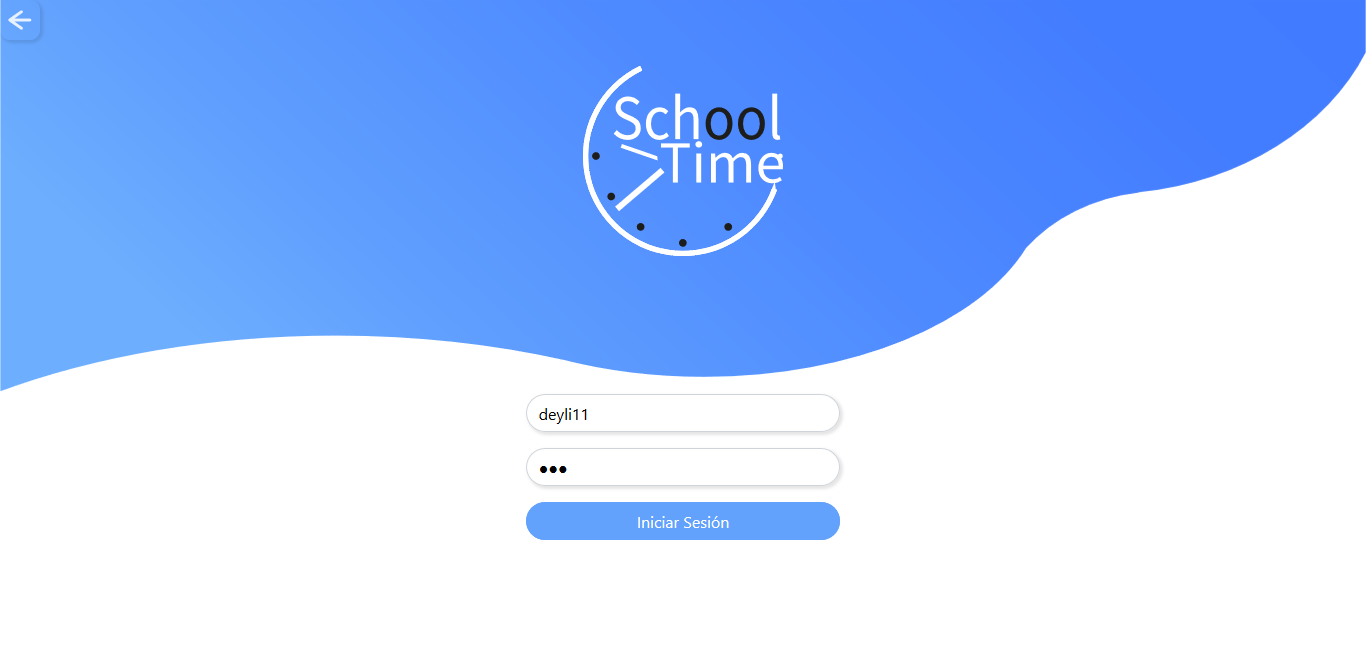 School
Time
deyli11
•••
Iniciar Sesión